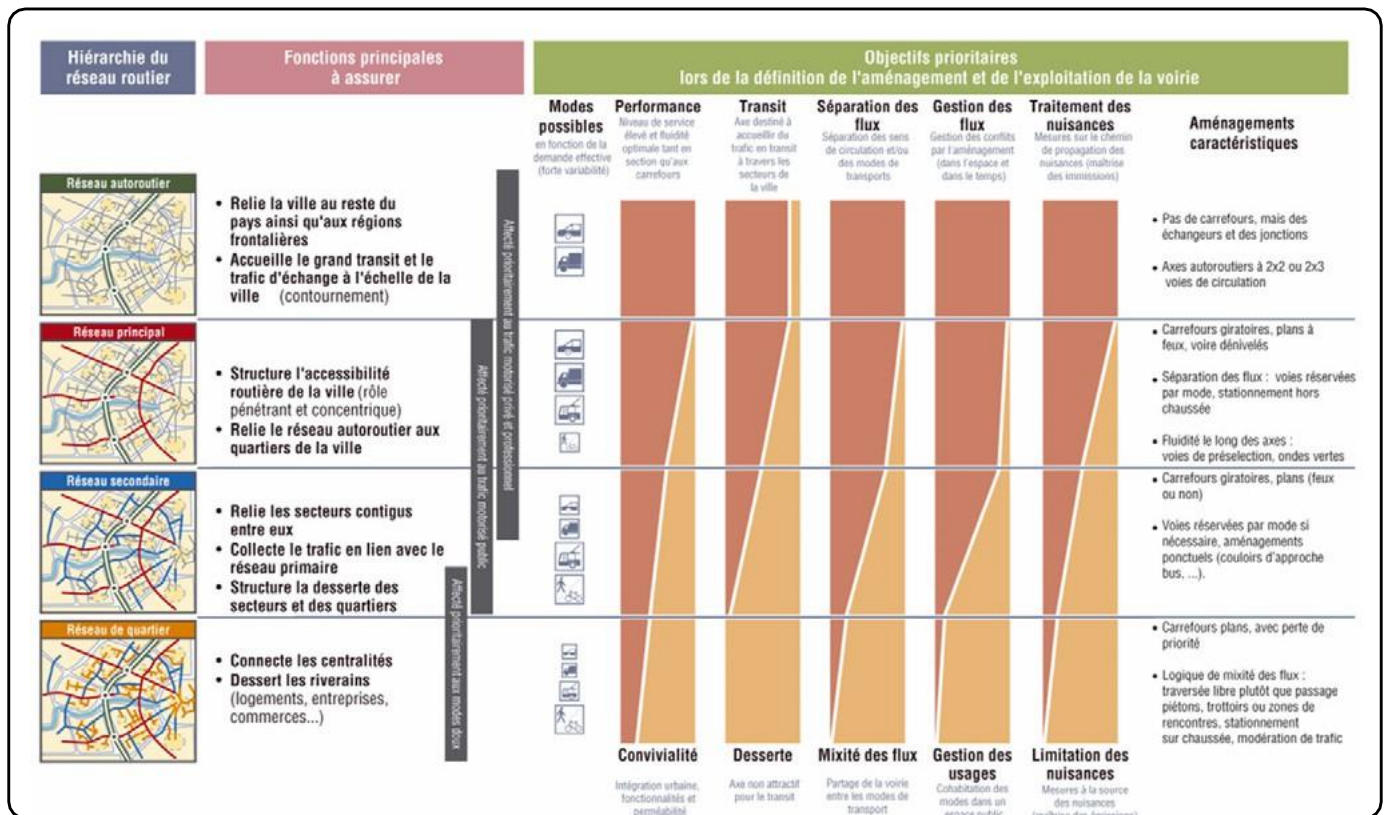 Hiérarchie du
réseau routier
Fonctions principales
à assurer
Objectifs prioritaires
lors de la définition de l'aménagement et de l'exploitation de la voirie
Modes
possibles
en fonction de la
demande effective
(forte variabilité)
Performance
Niveau de service
élevé et fluidité
optimale tant en
section qu'aux
carrefours
Transit
Axe destiné à
accueillir du
trafic en transit
à travers les
secteurs de
la ville
Séparation des
flux
Séparation des sens
de circulation et/ou
des modes de
transports
Gestion des
flux
Gestion des conflits
par l'aménagement
(dans l'espace et
dans le temps)
Traitement des
nuisances
Mesures sur le chemin
de propagation des
nuisances (maîtrise
des immissions)
Aménagements
caractéristiques
Réseau autoroutier
• Relie la ville au reste du
pays ainsi qu'aux régions
frontalières
• Accueille le grand transit et le
trafic d'échange à l'échelle de la
ville (contournement)
• Pas de carrefours, mais des
échangeurs et des jonctions
• Axes autoroutiers à 2x2 ou 2x3
voies de circulation
Affecté prioritairement au trafic motorisé privé et professionnel
Réseau principal
• Structure l'accessibilité
routière de la ville (rôle
pénétrant et concentrique)
• Relie le réseau autoroutier aux
quartiers de la ville
Affecté prioritairement au trafic motorisé public
• Carrefours giratoires, plans à
feux, voire dénivelés
• Séparation des flux : voies réservées
par mode, stationnement hors
chaussée
• Fluidité le long des axes :
voies de préselection, ondes vertes
Réseau secondaire
• Relie les secteurs contigus
entre eux
• Collecte le trafic en lien avec le
réseau primaire
• Structure la desserte des
secteurs et des quartiers
• Carrefours giratoires, plans (feux
ou non)
• Voies réservées par mode si
nécessaire, aménagements
ponctuels (couloirs d'approche
bus, ...).
Affecté prioritairement aux modes doux
Réseau de quartier
• Connecte les centralités
• Dessert les riverains
(logements, entreprises,
commerces...)
• Carrefours plans, avec perte de
priorité
• Logique de mixité des flux :
traversée libre plutôt que passage
piétons, trottoirs ou zones de
rencontres, stationnement
sur chaussée, modération de trafic
Convivialité
Intégration urbaine,
fonctionnalités et
perméabilité
Desserte
Axe non attractif
pour le transit
Mixité des flux
Partage de la voirie
entre les modes de
transport
Gestion des
usages
Cohabitation des
modes dans un
espace public
Limitation des
nuisances
Mesures à la source
des nuisances
(maîtrise des émissions)